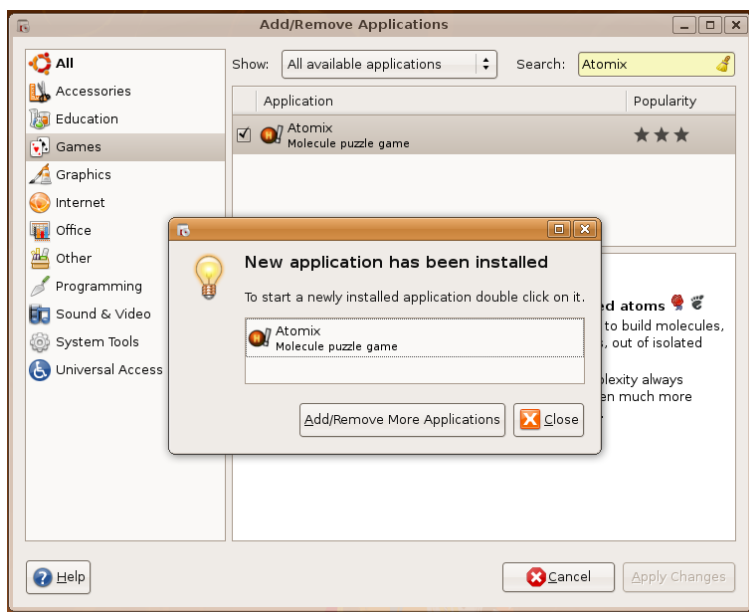 Add/Remove Applications
All
Accessories
Education
Games
Graphics
Internet
Office
Other
Programming
Sound & Video
System Tools
Universal Access
Show: All available applications Search: Atomix
Application Popularity
Atomix
Molecule puzzle game
ed atoms
to build molecules,
, out of isolated
plexity always
en much more
New application has been installed
To start a newly installed application double click on it.
Atomix
Molecule puzzle game
Add/Remove More Applications Close
Help Cancel Apply Changes